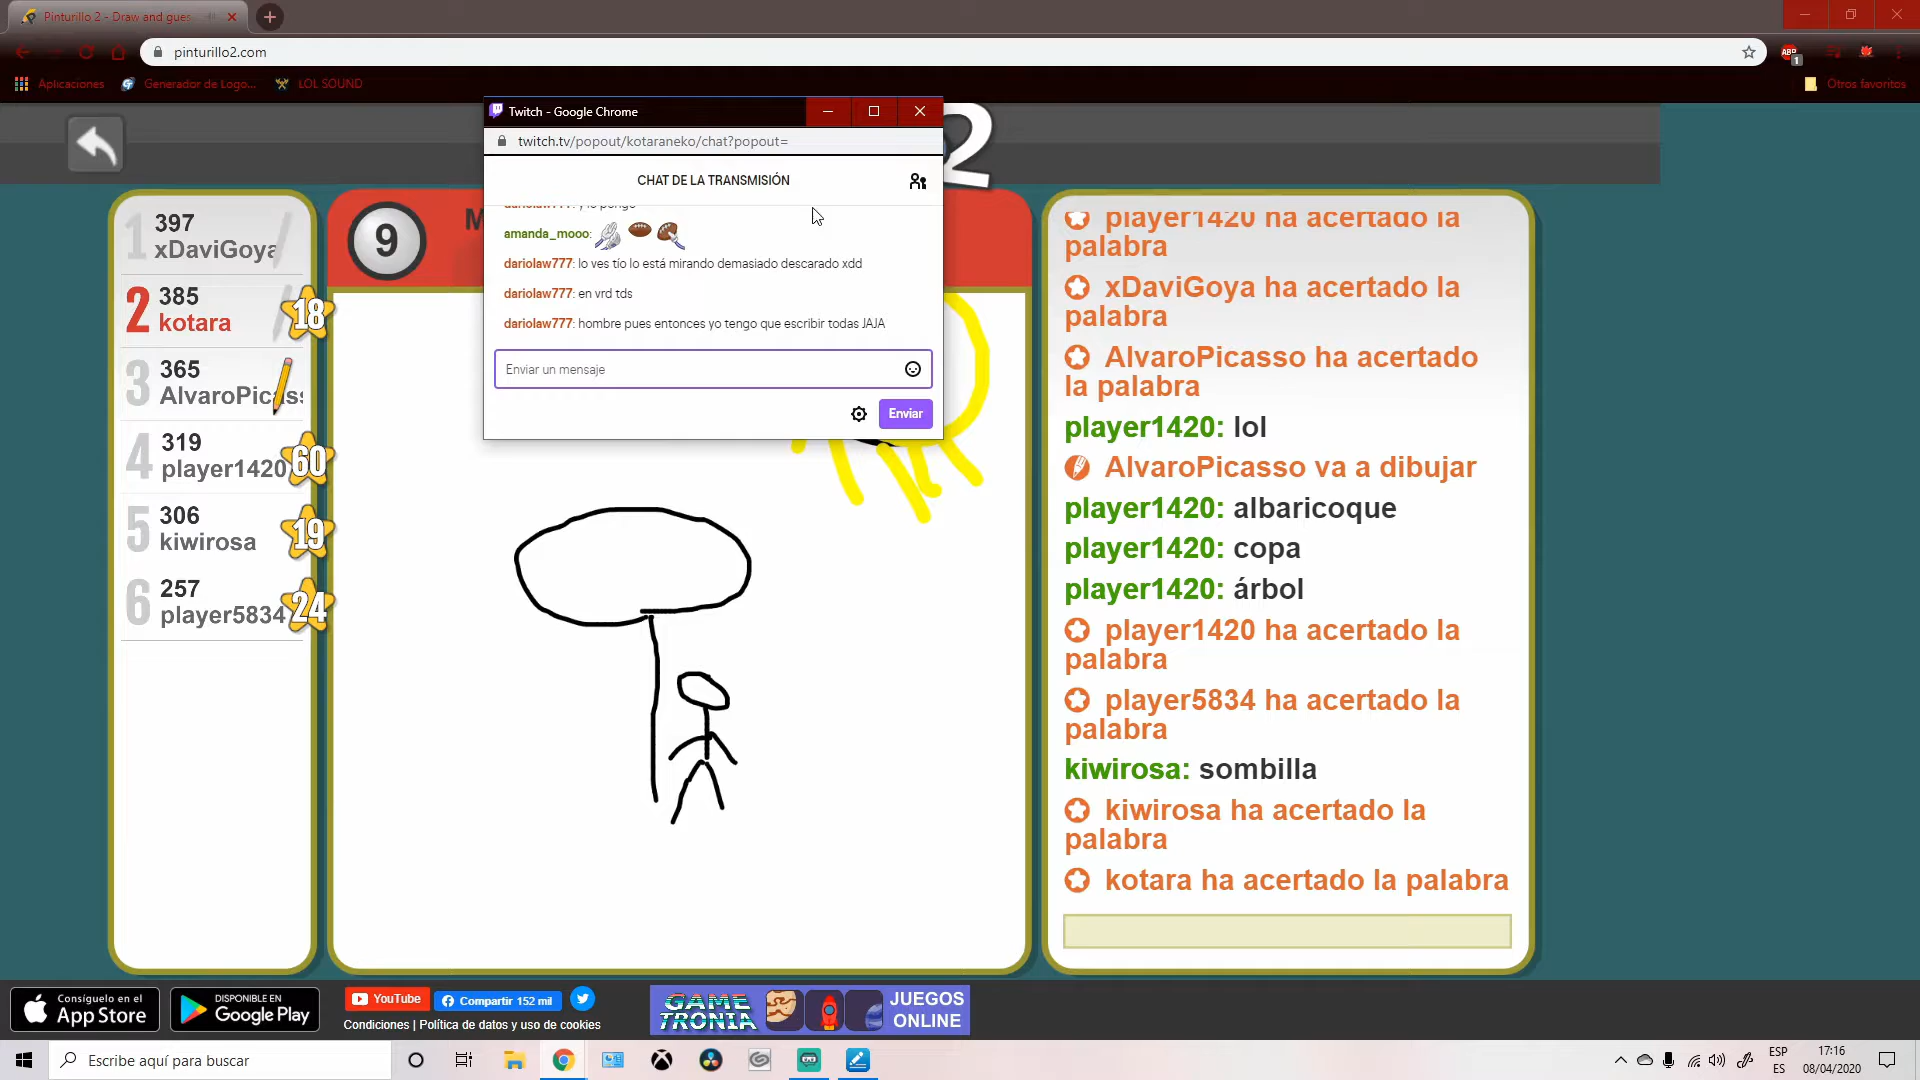 Pinturillo 2 - Draw and gues
pinturillo2.com
ABP
1
Aplicaciones
Generador de Logo...
LOL SOUND
Otros favoritos
Twitch - Google Chrome
twitch.tv/popout/kotaraneko/chat?popout=
CHAT DE LA TRANSMISIÓN
amanda_mooo:
dariolaw777: lo ves tío lo está mirando demasiado descarado xdd
dariolaw777: en vrd tds
dariolaw777: hombre pues entonces yo tengo que escribir todas JAJA
Enviar un mensaje
Enviar
2
9
M
1 397
xDaviGoya
2 385
kotara
18
3 365
AlvaroPicass
4 319
player1420
60
5 306
kiwirosa
19
6 257
player5834
24
player1420 ha acertado la
palabra
xDaviGoya ha acertado la
palabra
AlvaroPicasso ha acertado
la palabra
player1420: lol
AlvaroPicasso va a dibujar
player1420: albaricoque
player1420: copa
player1420: árbol
player1420 ha acertado la
palabra
player5834 ha acertado la
palabra
kiwirosa: sombilla
kiwirosa ha acertado la
palabra
kotara ha acertado la palabra
Consíguelo en el
App Store
DISPONIBLE EN
Google Play
YouTube
Compartir 152 mil
Condiciones | Política de datos y uso de cookies
GAME
TRONIA
JUEGOS
ONLINE
Escribe aquí para buscar
ESP
ES
17:16
08/04/2020